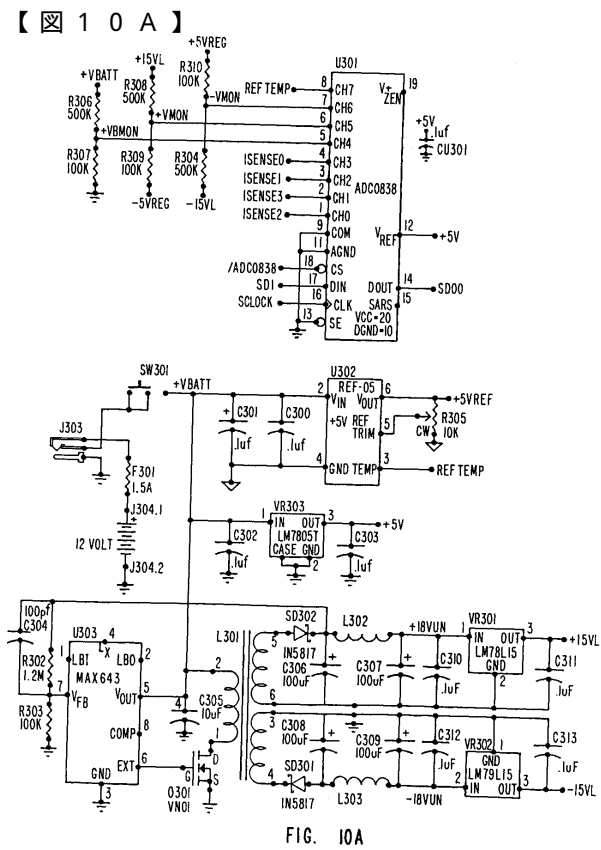 【図１０Ａ】
+5VREG
+15VL
+VBATT
R310
100K
R308
500K
R306
500K
-VMON
+VMON
+VBMON
R307
100K
R309
100K
R304
500K
-5VREG
-15VL
U301
REFTEMP
8 CH7
7 CH6
6 CH5
5 CH4
ISENSE0 4 CH3
ISENSE1 3 CH2
ISENSE3 2 CH1
ISENSE2 1 CH0
9 COM
11 AGND
/ADC0838 18 CS
SDI 17 DIN
SCLOCK 16 CLK
13 SE
ADC0838
V+ 19
ZEN
+5V
.1uf
CU301
VREF 12 +5V
DOUT 14 SDOO
SARS 15
VCC=20
DGND=10
SW301
+VBATT
J303
F301
1.5A
J304.1
+
12 VOLT
J304.2
+
C301
.1uf
C300
.1uf
U302
2 VIN
REF-05
VOUT 6
+5VREF
+5V REF
TRIM 5
CW
R305
10K
4 GND
TEMP 3
REFTEMP
VR303
1 IN OUT 3
LM7805T
CASE GND
2
+5V
C302
.1uf
C303
.1uf
100pf
C304
R302
1.2M
R303
100K
U303
4
LX
1 LBI
LBO 2
MAX643
7 VFB
VOUT 5
COMP 8
EXT 6
GND
3
C305
10uF
+
L301
2
1
G
D
S
Q301
VN01
5
6
3
4
SD302
IN5817
L302
+18VUN
VR301
1 IN OUT 3
LM78L15
GND
2
+15VL
C306
100uF
+
C307
100uF
+
C310
.1uF
C311
.1uF
C308
100uF
+
C309
100uF
+
C312
.1uF
C313
.1uF
VR302
1
GND
LM79L15
2 IN OUT 3
-15VL
SD301
IN5817
L303
-18VUN
FIG. 10A